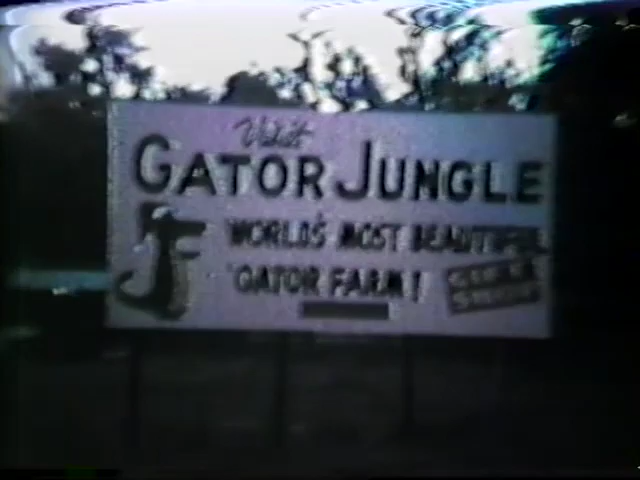 Visit
GATOR JUNGLE
WORLD'S MOST BEAUTIFUL
'GATOR FARM!